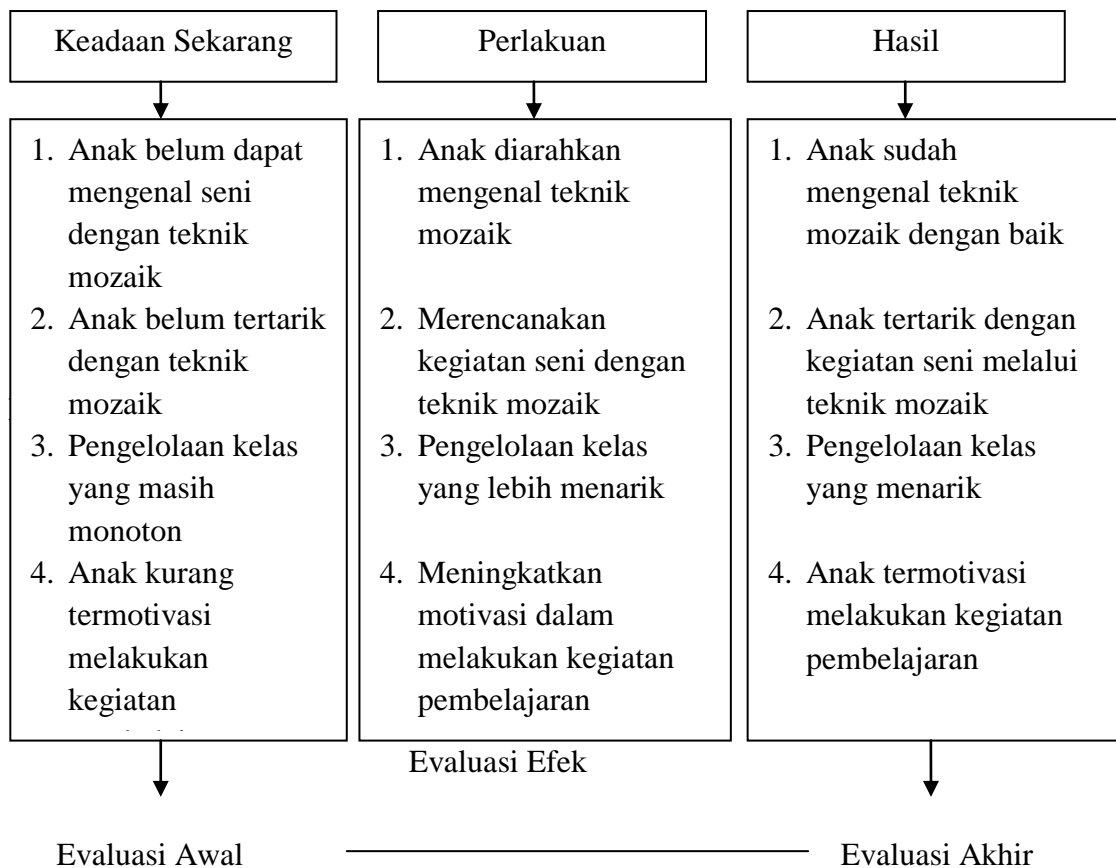 Keadaan Sekarang
Perlakuan
Hasil
1. Anak belum dapat
mengenal seni
dengan teknik
mozaik
2. Anak belum tertarik
dengan teknik
mozaik
3. Pengelolaan kelas
yang masih
monoton
4. Anak kurang
termotivasi
melakukan
kegiatan
1. Anak diarahkan
mengenal teknik
mozaik
2. Merencanakan
kegiatan seni dengan
teknik mozaik
3. Pengelolaan kelas
yang lebih menarik
4. Meningkatkan
motivasi dalam
melakukan kegiatan
pembelajaran
1. Anak sudah
mengenal teknik
mozaik dengan baik
2. Anak tertarik dengan
kegiatan seni melalui
teknik mozaik
3. Pengelolaan kelas
yang menarik
4. Anak termotivasi
melakukan kegiatan
pembelajaran
Evaluasi Efek
Evaluasi Awal
Evaluasi Akhir